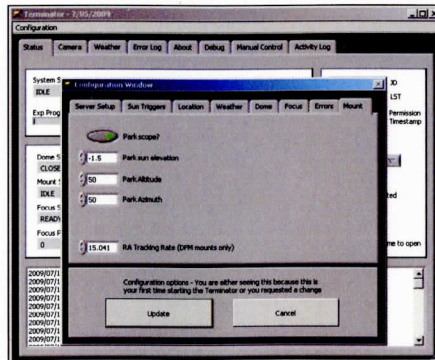 Terminator - 7/05/2009
Configuration
Status Camera Weather Error Log About Debug Manual Control Activity Log
System S
IDLE
Exp Prog
JD
LST
Permission
Timestamp
Configuration Window
Server Setup Sun Triggers Location Weather Dome Focus Errors Mount
Park scope?
-1.5 Park sun elevation
50 Park Altitude
50 Park Azimuth
15.041 RA Tracking Rate (DFM mounts only)
Configuration options - You are either seeing this because this is
your first time starting the Terminator or you requested a change
Update Cancel
Dome S
CLOSE
Mount S
IDLE
Focus S
READY
Focus P
0
ted
me to open
2009/07/1
2009/07/1
2009/07/1
2009/07/1
2009/07/1
2009/07/1
2009/07/1